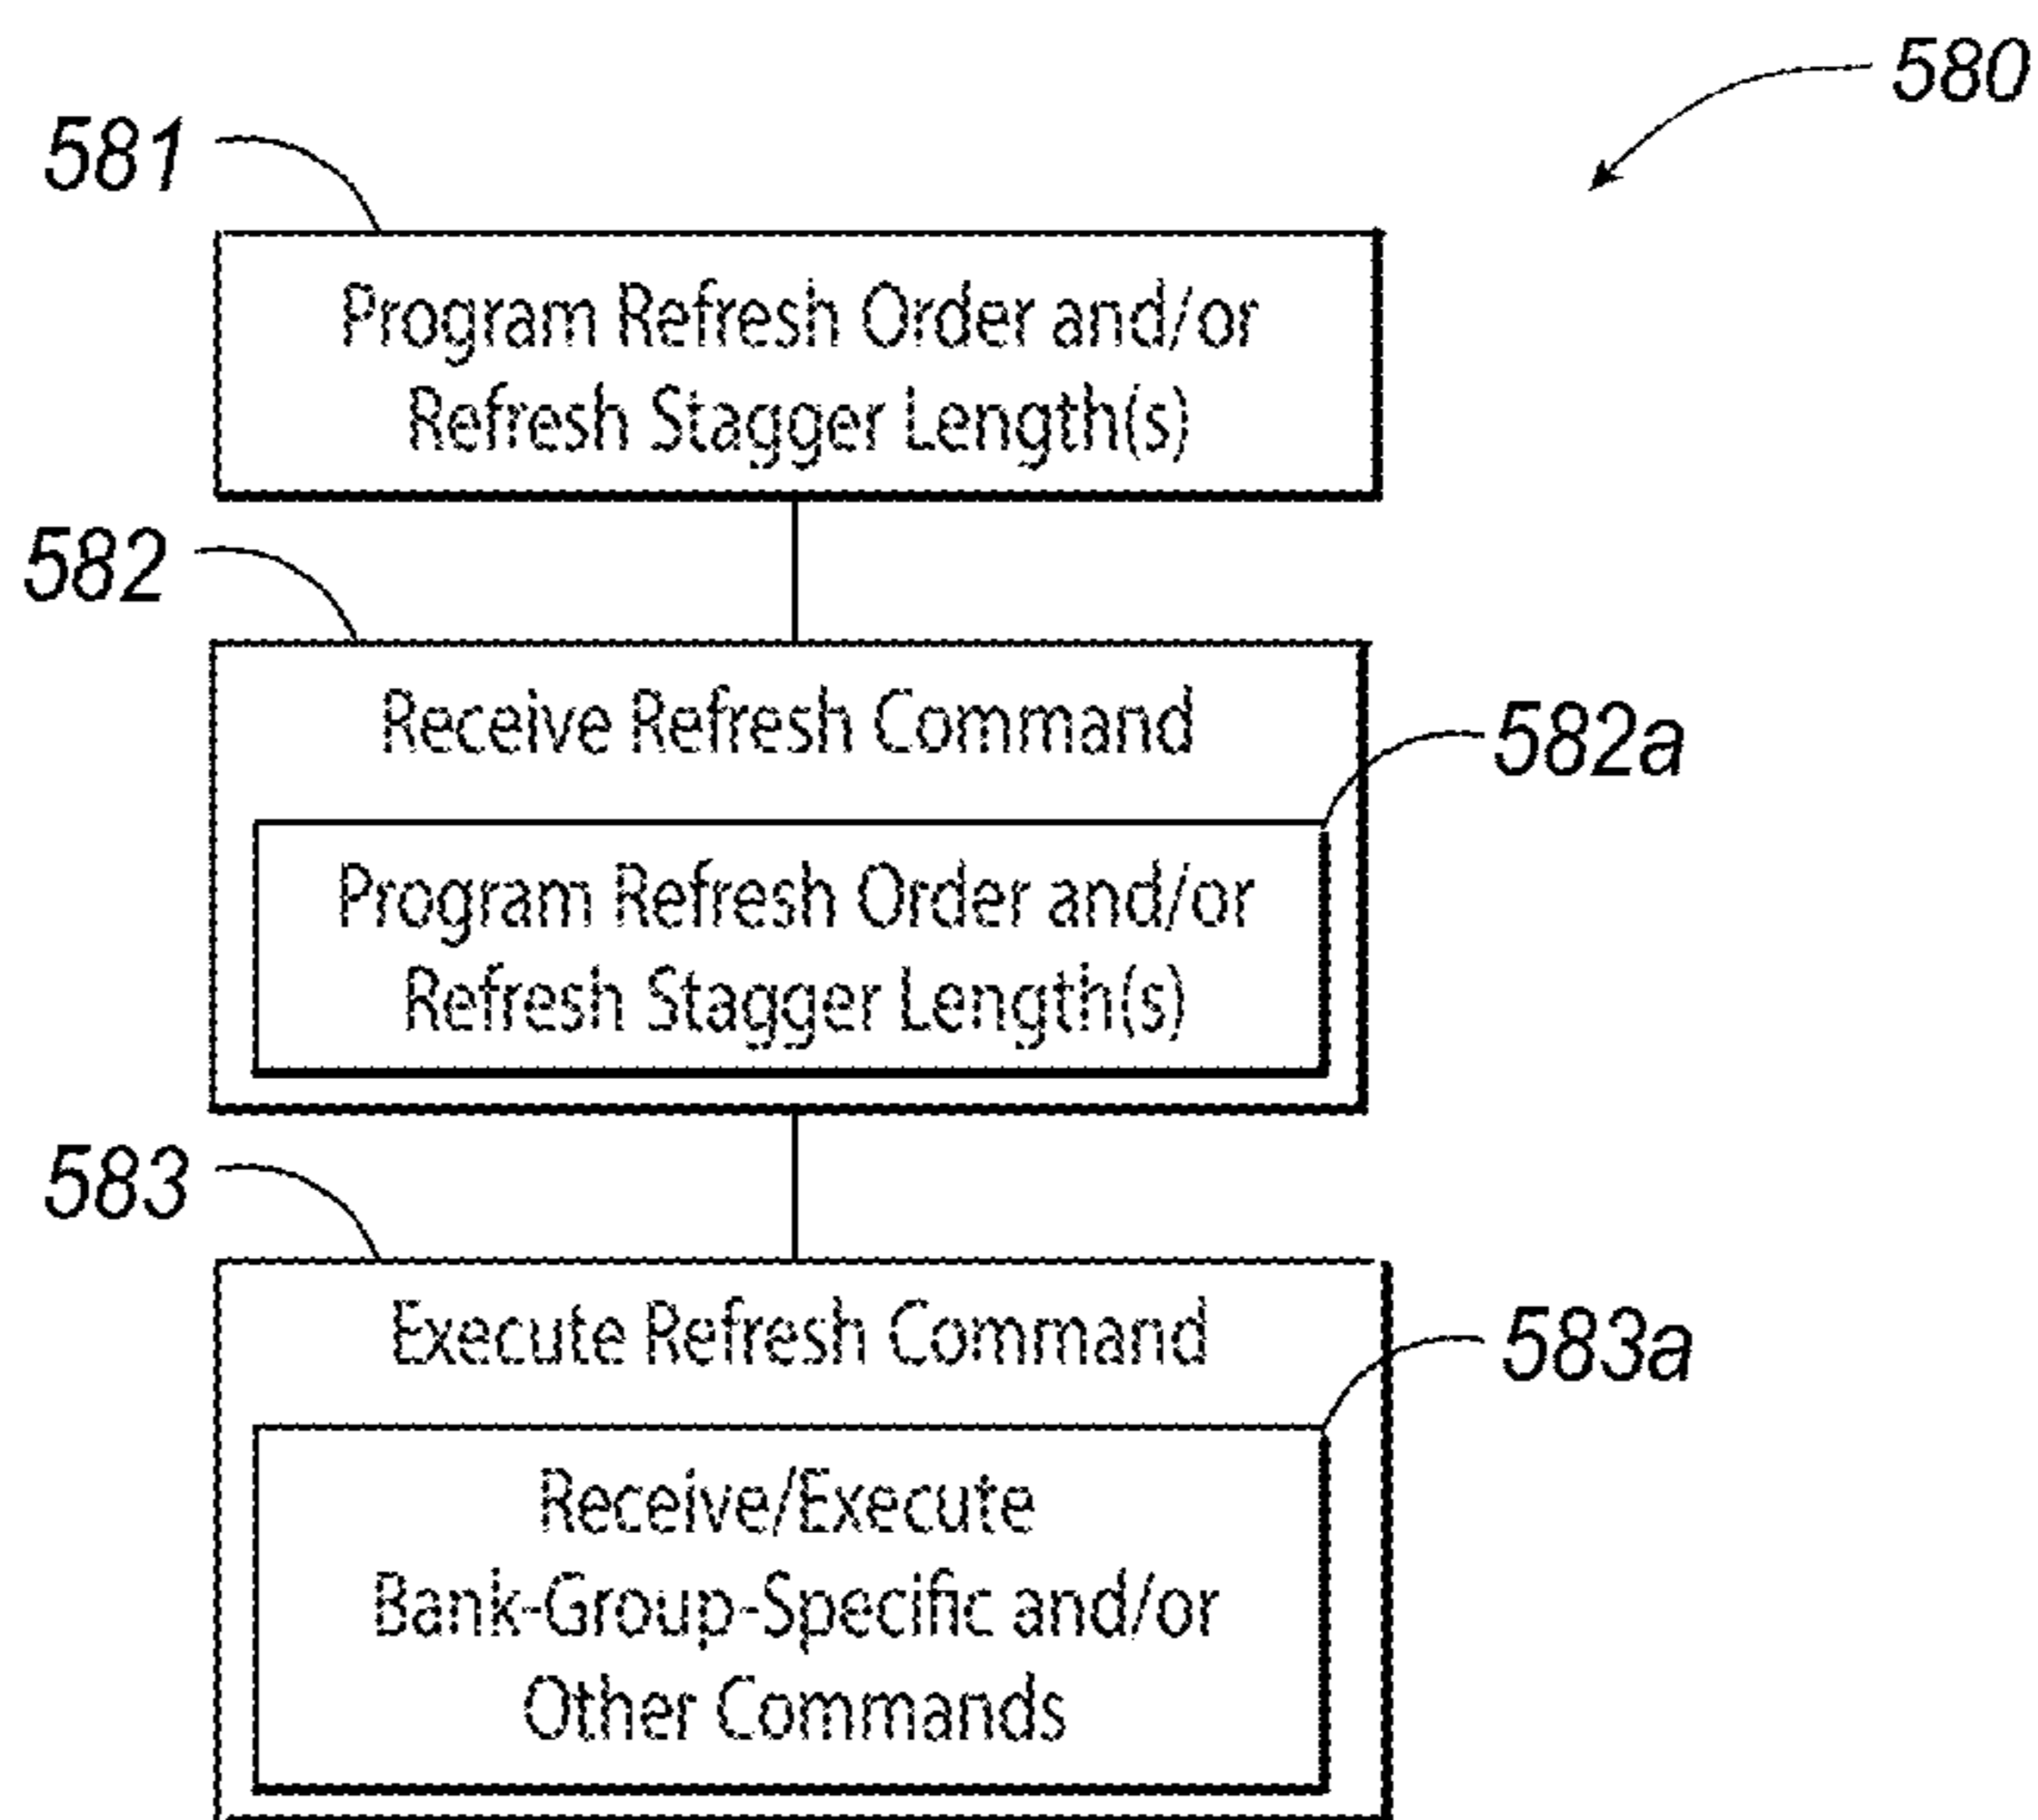 580
581
Program Refresh Order and/or
Refresh Stagger Length(s)
582
Receive Refresh Command
582a
Program Refresh Order and/or
Refresh Stagger Length(s)
583
Execute Refresh Command
583a
Receive/Execute
Bank-Group-Specific and/or
Other Commands